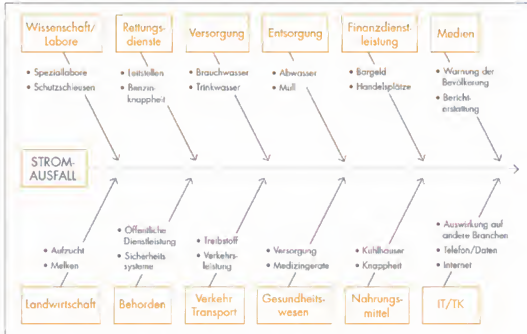 Wissenschaft/
Labore
Rettungs-
dienste
Versorgung
Entsorgung
Finanzdienst-
leistung
Medien
• Speziallabore
• Schutzschleusen
• Leitstellen
• Benzin-
knappheit
• Brauchwasser
• Trinkwasser
• Abwasser
• Müll
• Bargeld
• Handelsplätze
• Warnung der
Bevölkerung
• Bericht-
erstattung
STROM-
AUSFALL
• Aufzucht
• Melken
• Öffentliche
Dienstleistung
• Sicherheits
systeme
• Treibstoff
• Verkehrs-
leistung
• Versorgung
• Medizingeräte
• Kühlhäuser
• Knappheit
• Auswirkung auf
andere Branchen
• Telefon/Daten
• Internet
Landwirtschaft
Behörden
Verkehr
Transport
Gesundheits-
wesen
Nahrungs-
mittel
IT/TK